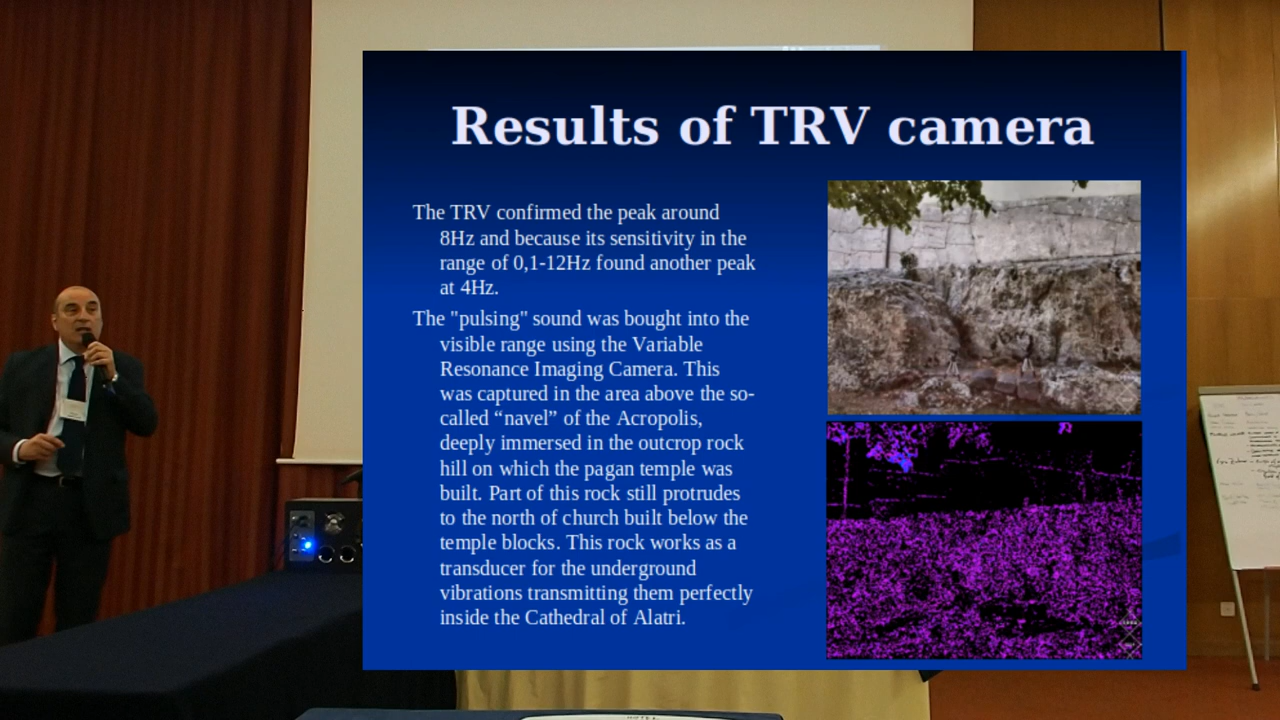 Results of TRV camera
The TRV confirmed the peak around
8Hz and because its sensitivity in the
range of 0,1-12Hz found another peak
at 4Hz.
The "pulsing" sound was bought into the
visible range using the Variable
Resonance Imaging Camera. This
was captured in the area above the so-
called “navel” of the Acropolis,
deeply immersed in the outcrop rock
hill on which the pagan temple was
built. Part of this rock still protrudes
to the north of church built below the
temple blocks. This rock works as a
transducer for the underground
vibrations transmitting them perfectly
inside the Cathedral of Alatri.